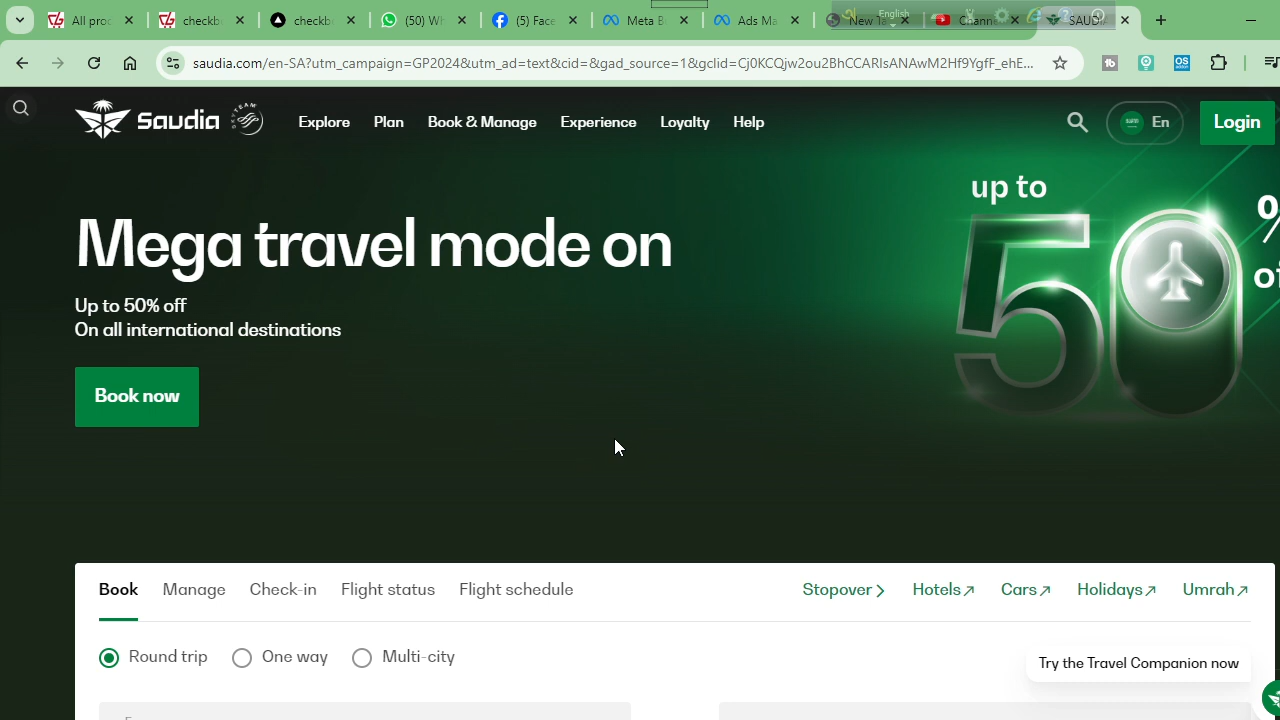 All proc
checkb
checkb
(50) Wh
(5) Face
Meta B
Ads Ma
New Ta
Chann
SAUDI
English
saudia.com/en-SA?utm_campaign=GP2024&utm_ad=text&cid=&gad_source=1&gclid=Cj0KCQjw2ou2BhCCARIsANAwM2Hf9YgfF_ehE...
saudia
SKYTEAM
Explore
Plan
Book & Manage
Experience
Loyalty
Help
En
Login
up to
50%
Mega travel mode on
Up to 50% off
On all international destinations
Book now
Book
Manage
Check-in
Flight status
Flight schedule
Stopover
Hotels
Cars
Holidays
Umrah
Round trip
One way
Multi-city
Try the Travel Companion now